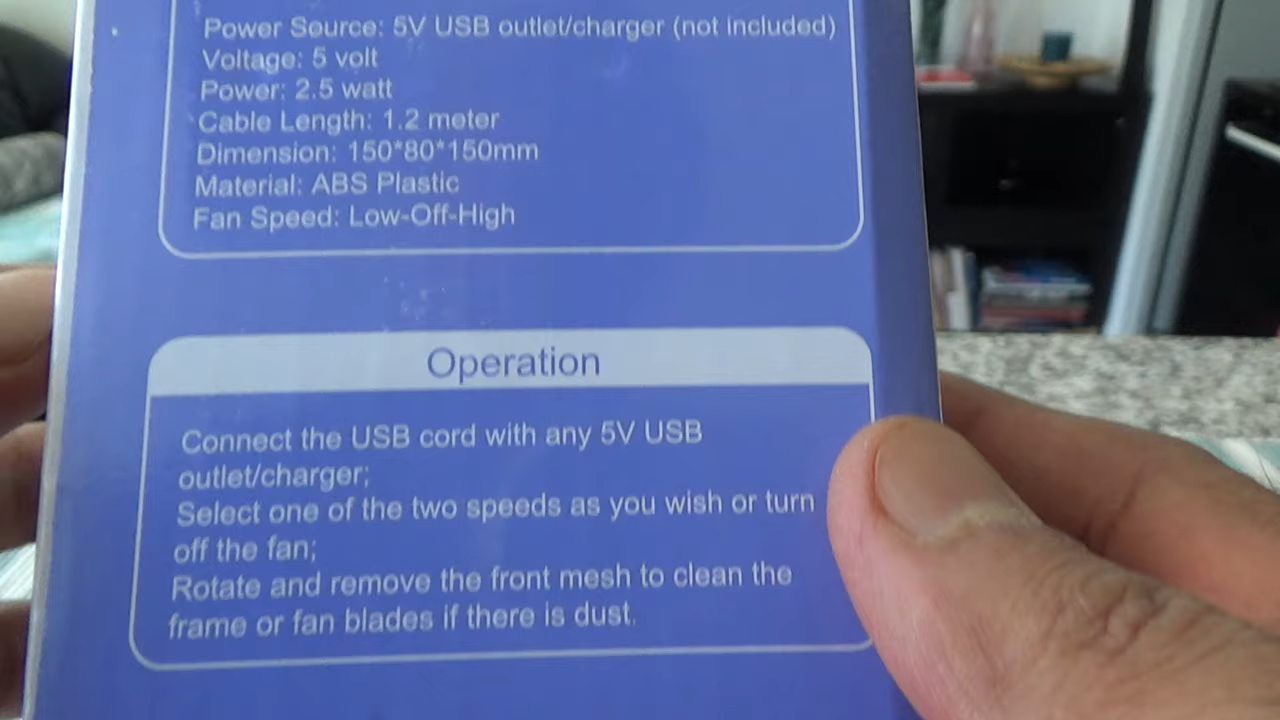 Power Source: 5V USB outlet/charger (not included)
Voltage: 5 volt
Power: 2.5 watt
Cable Length: 1.2 meter
Dimension: 150*80*150mm
Material: ABS Plastic
Fan Speed: Low-Off-High
Operation
Connect the USB cord with any 5V USB
outlet/charger;
Select one of the two speeds as you wish or turn
off the fan;
Rotate and remove the front mesh to clean the
frame or fan blades if there is dust.